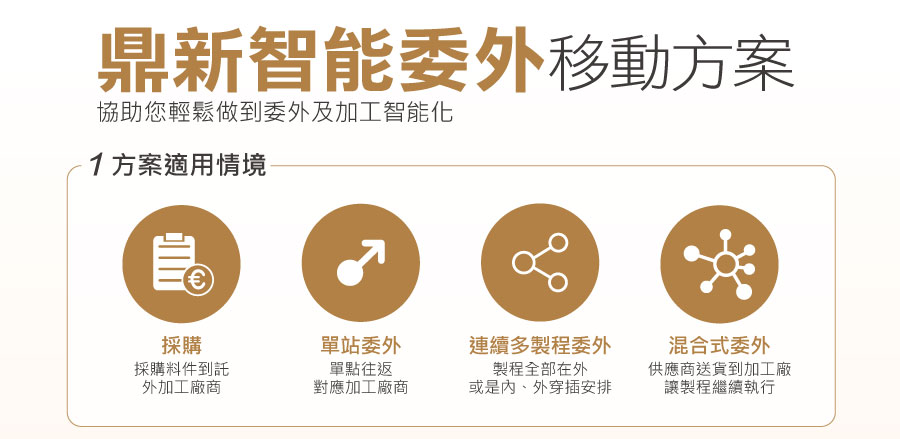 鼎新智能委外移動方案
協助您輕鬆做到委外及加工智能化
1 方案適用情境
€
採購
採購料件到託
外加工廠商
單站委外
單點往返
對應加工廠商
連續多製程委外
製程全部在外
或是內、外穿插安排
混合式委外
供應商送貨到加工廠
讓製程繼續執行